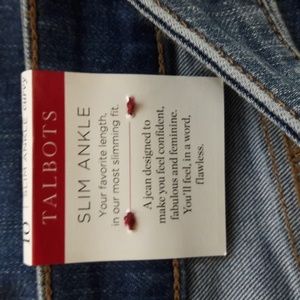 TALBOTS
SLIM ANKLE
Your favorite length,
in our most slimming fit.
A jean designed to
make you feel confident,
fabulous and feminine.
You'll feel, in a word,
flawless.